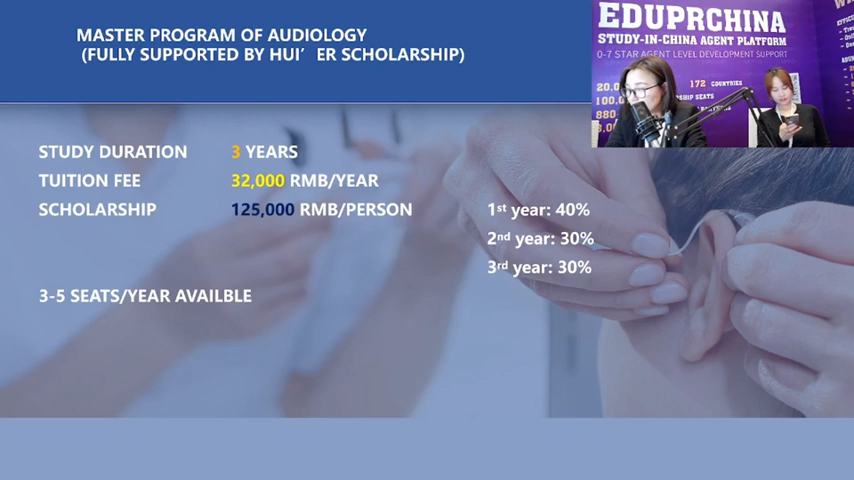 MASTER PROGRAM OF AUDIOLOGY
(FULLY SUPPORTED BY HUI' ER SCHOLARSHIP)
EDUPRCHINA
STUDY-IN-CHINA AGENT PLATFORM
0-7 STAR AGENT LEVEL DEVELOPMENT SUPPORT
172 COUNTRIES
STUDY DURATION 3 YEARS
TUITION FEE 32,000 RMB/YEAR
SCHOLARSHIP 125,000 RMB/PERSON
1st year: 40%
2nd year: 30%
3rd year: 30%
3-5 SEATS/YEAR AVAILBLE